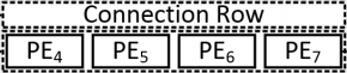 Connection Row
PE₄ PE₅ PE₆ PE₇